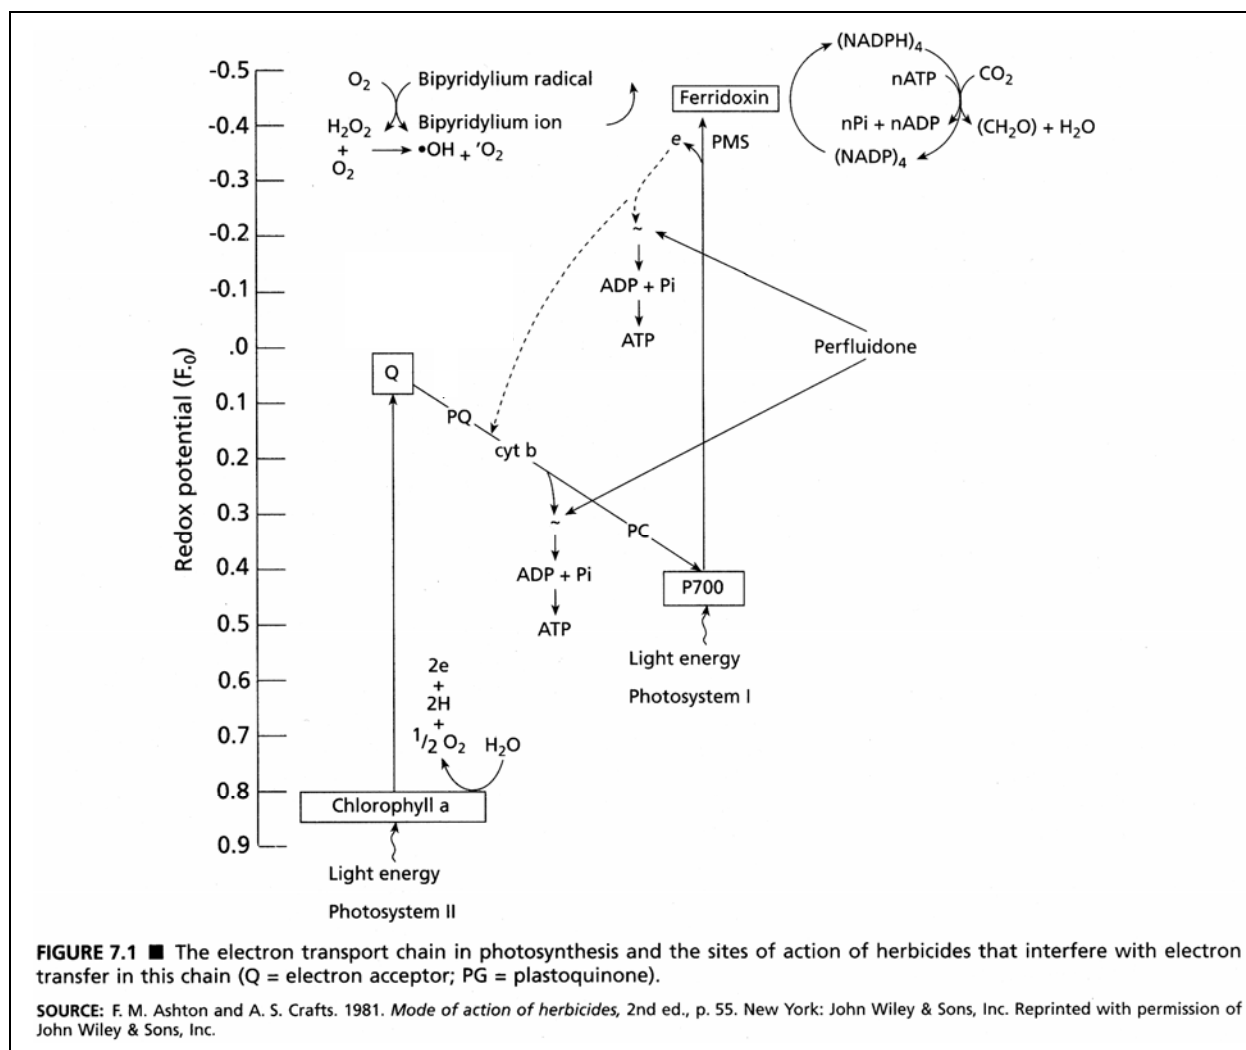 (NADPH)4
-0.5
O2
Bipyridylium radical
nATP
CO2
Ferridoxin
-0.4
H2O2
Bipyridylium ion
nPi + nADP
(CH2O) + H2O
+
•OH + 'O2
e
PMS
(NADP)4
O2
-0.3
-0.2
~
-0.1
ADP + Pi
.0
ATP
Perfluidone
Q
0.1
PQ
0.2
cyt b
0.3
~
PC
0.4
ADP + Pi
P700
0.5
ATP
Light energy
2e
0.6
+
2H
Photosystem I
+
0.7
1/2 O2
H2O
0.8
Chlorophyll a
0.9
Light energy
Photosystem II
Redox potential (F.0)
FIGURE 7.1 ■ The electron transport chain in photosynthesis and the sites of action of herbicides that interfere with electron
transfer in this chain (Q = electron acceptor; PG = plastoquinone).
SOURCE: F. M. Ashton and A. S. Crafts. 1981. Mode of action of herbicides, 2nd ed., p. 55. New York: John Wiley & Sons, Inc. Reprinted with permission of
John Wiley & Sons, Inc.